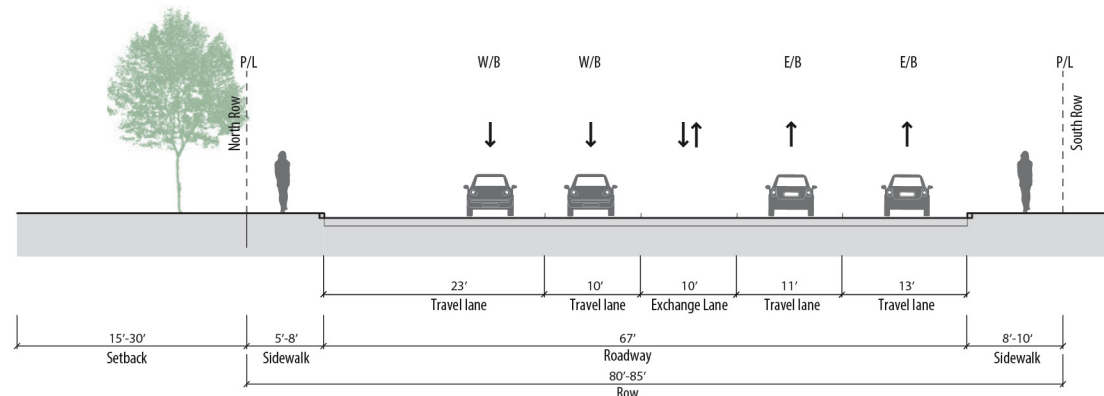 W/B
W/B
E/B
E/B
P/L
P/L
North Row
South Row
23'
10'
10'
11'
13'
Travel lane
Travel lane
Exchange Lane
Travel lane
Travel lane
15'-30'
5'-8'
67'
8'-10'
Setback
Sidewalk
Roadway
Sidewalk
80'-85'
Row